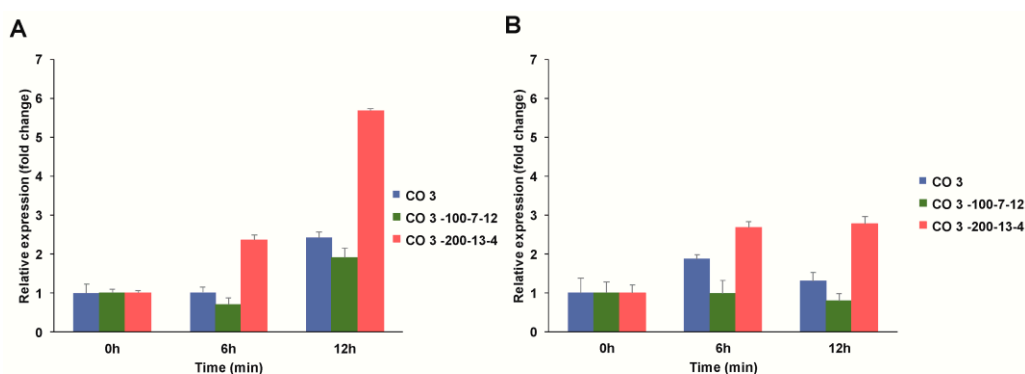 A
Relative expression (fold change)
7
6
5
4
3
2
1
0
0h 6h 12h
Time (min)
CO 3
CO 3 -100-7-12
CO 3 -200-13-4
B
Relative expression (fold change)
7
6
5
4
3
2
1
0
0h 6h 12h
Time (min)
CO 3
CO 3 -100-7-12
CO 3 -200-13-4